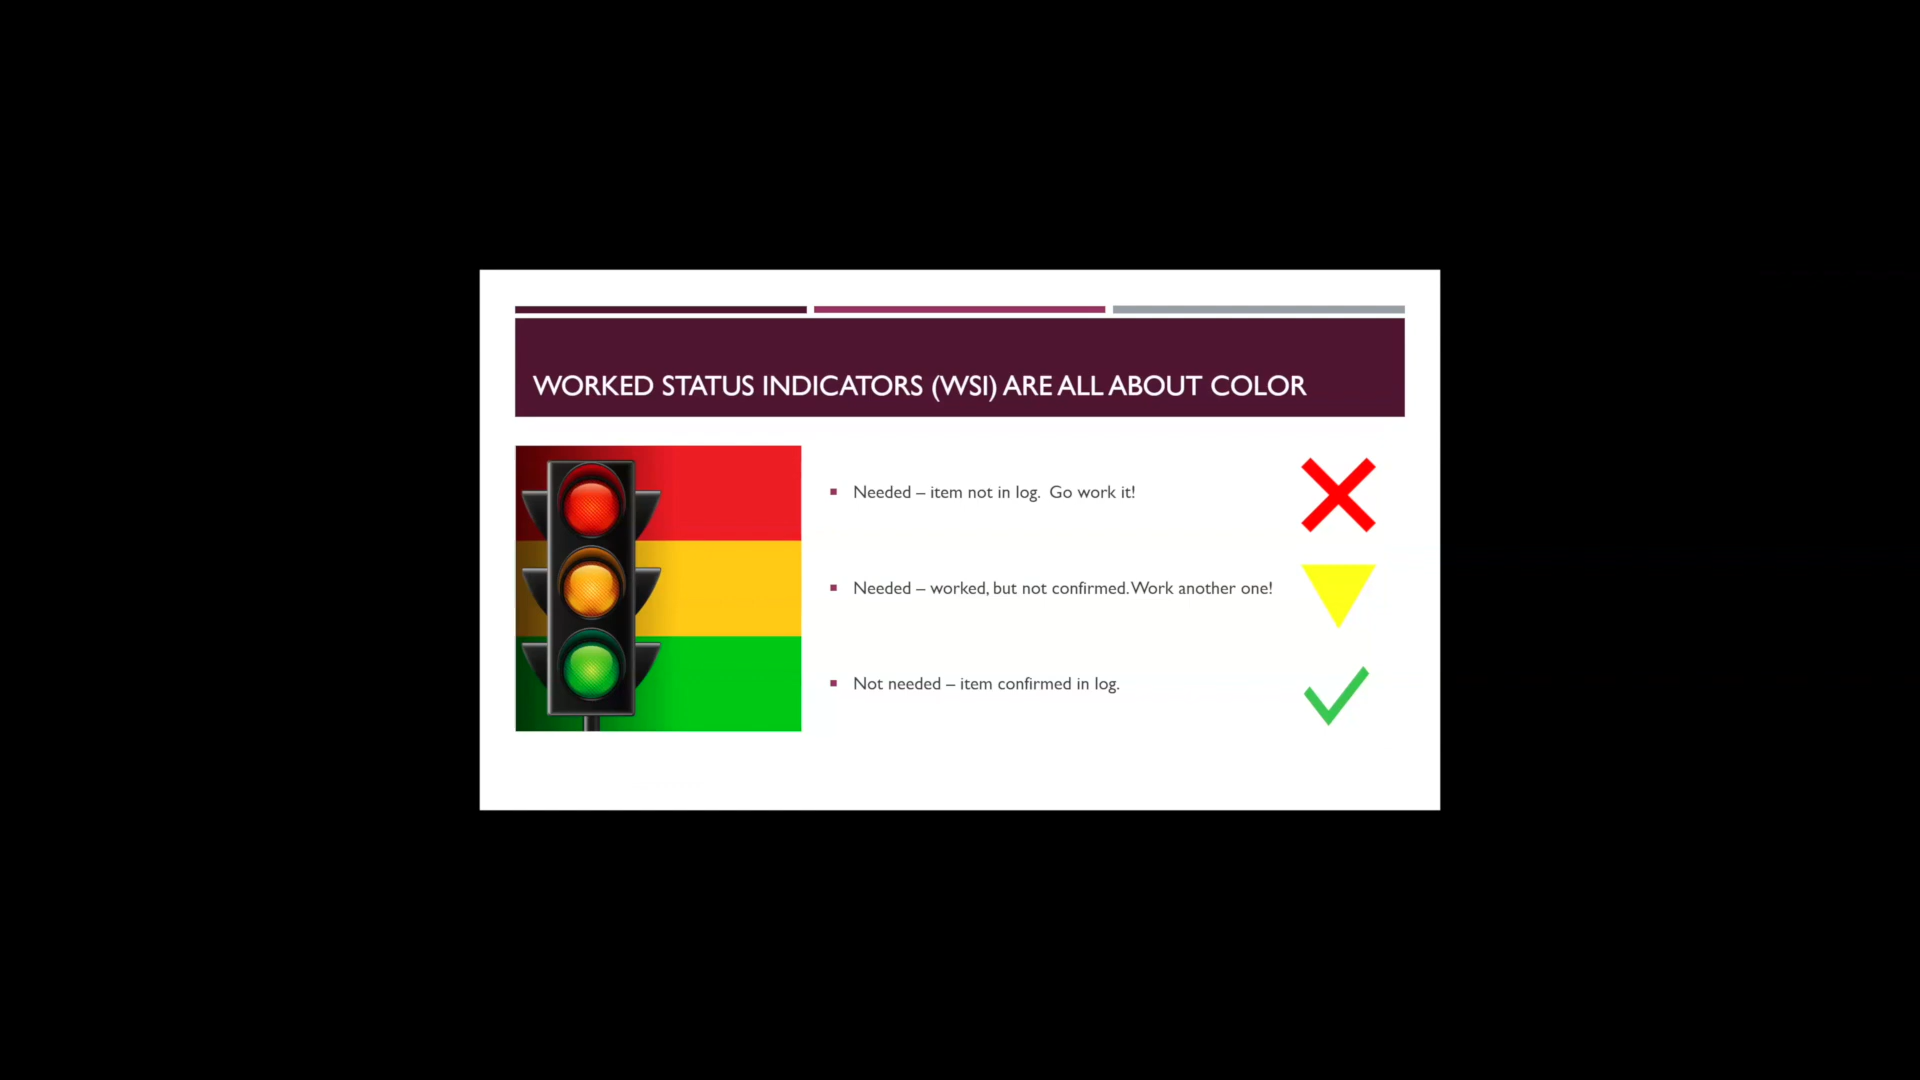 WORKED STATUS INDICATORS (WSI) ARE ALL ABOUT COLOR
Needed – item not in log.  Go work it!
Needed – worked, but not confirmed. Work another one!
Not needed – item confirmed in log.